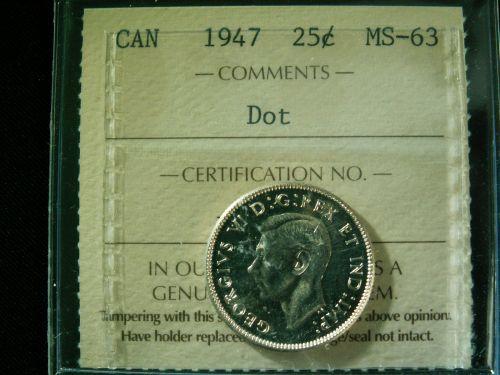 CAN 1947 25¢ MS-63
— COMMENTS —
Dot
— CERTIFICATION NO. —
GEORGIVS VI D:G:REX ET IND:IMP:
IN OU S A
GENU EM.
Tampering with this s above opinion.
Have holder replace ge/seal not intact.